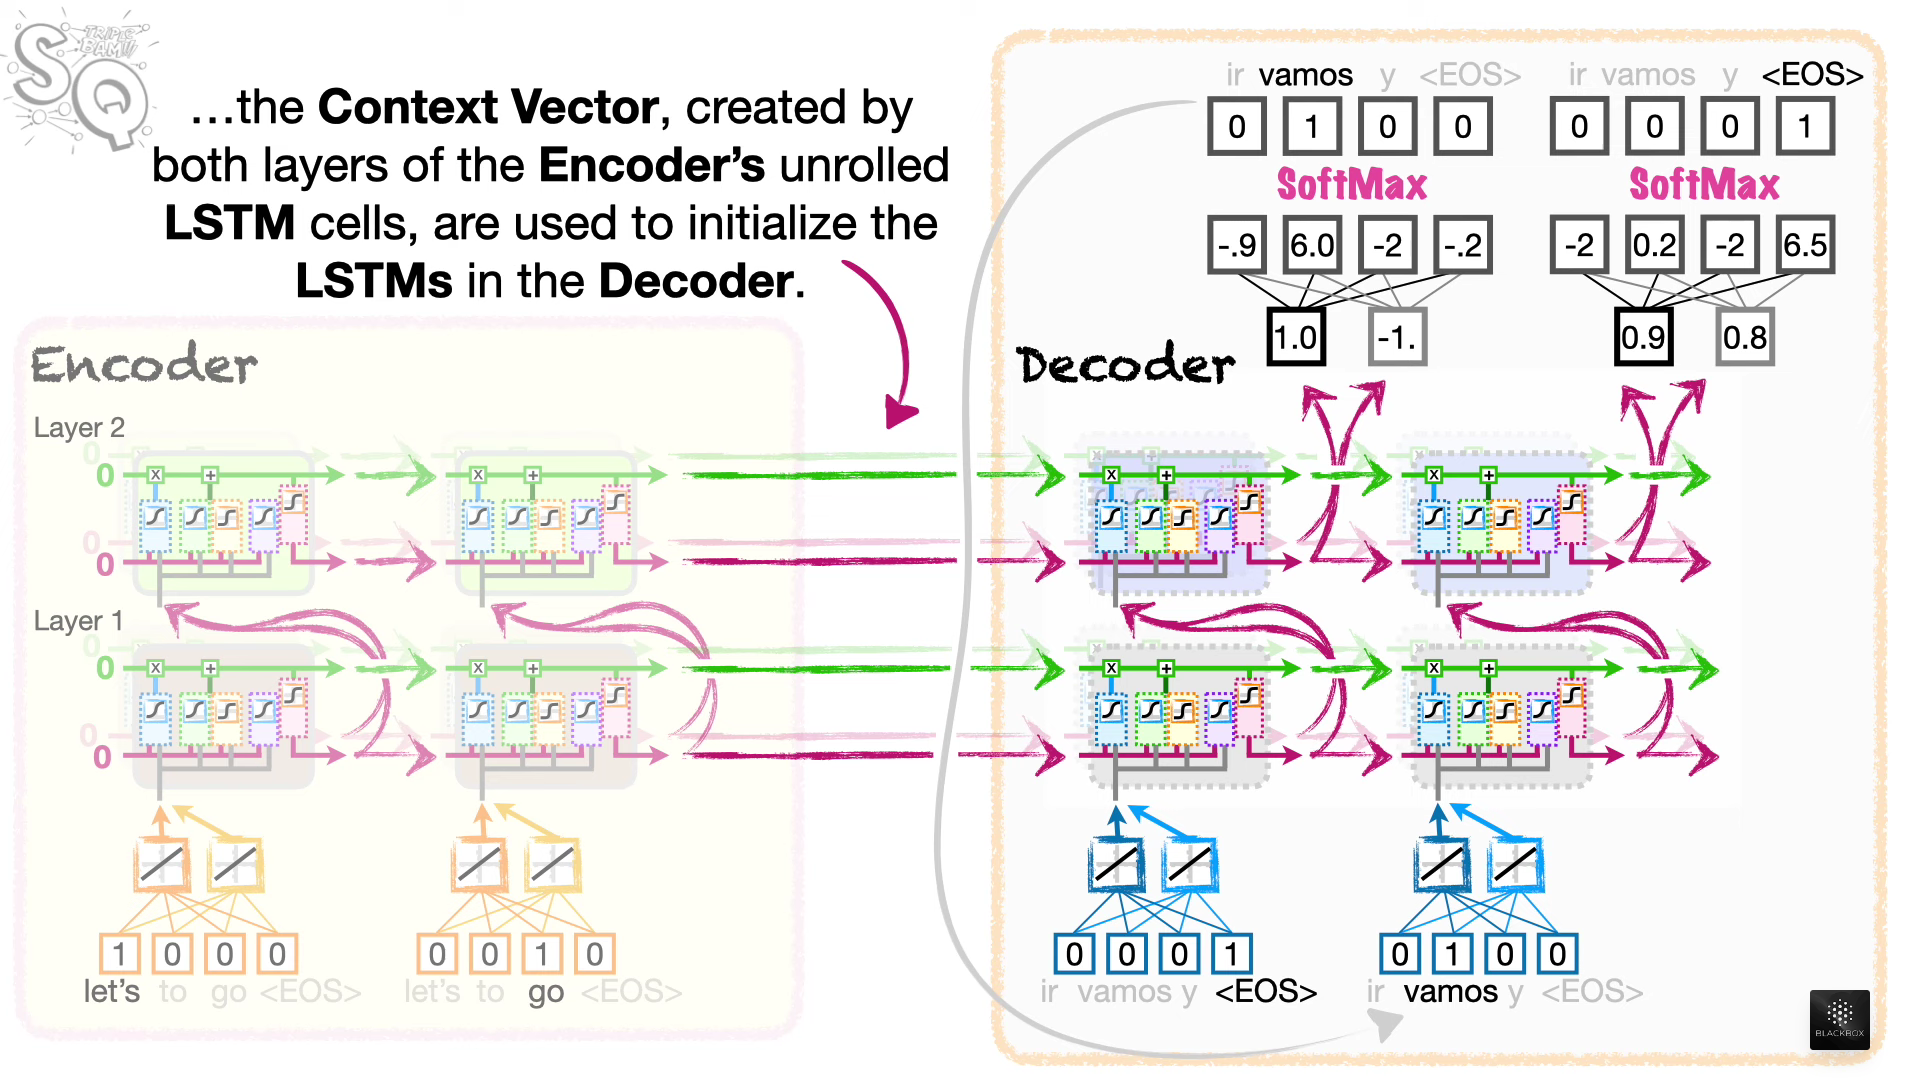 TRIPLE
BAM!!!
SQ
...the Context Vector, created by
both layers of the Encoder's unrolled
LSTM cells, are used to initialize the
LSTMs in the Decoder.
ir vamos y <EOS>
0 1 0 0
SoftMax
-.9 6.0 -2 -.2
1.0 -1.
ir vamos y <EOS>
0 0 0 1
SoftMax
-2 0.2 -2 6.5
0.9 0.8
Encoder
Layer 2
0
0
0
0
x + x +
Layer 1
0
0
0
0
x + x +
1 0 0 0
let's to go <EOS>
0 0 1 0
let's to go <EOS>
Decoder
x + x +
x + x +
0 0 0 1
ir vamos y <EOS>
0 1 0 0
ir vamos y <EOS>
BLACKBOX